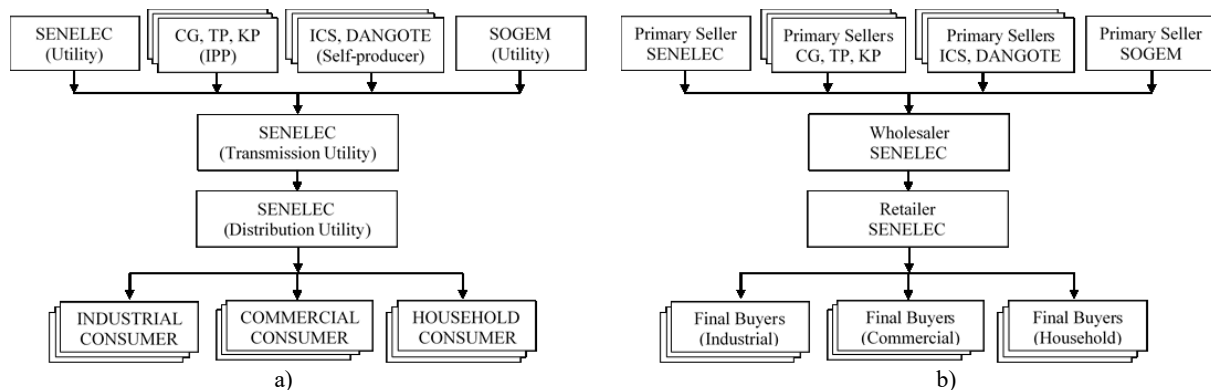 SENELEC
(Utility)
CG, TP, KP
(IPP)
ICS, DANGOTE
(Self-producer)
SOGEM
(Utility)
SENELEC
(Transmission Utility)
SENELEC
(Distribution Utility)
INDUSTRIAL
CONSUMER
COMMERCIAL
CONSUMER
HOUSEHOLD
CONSUMER
a)
Primary Seller
SENELEC
Primary Sellers
CG, TP, KP
Primary Sellers
ICS, DANGOTE
Primary Seller
SOGEM
Wholesaler
SENELEC
Retailer
SENELEC
Final Buyers
(Industrial)
Final Buyers
(Commercial)
Final Buyers
(Household)
b)